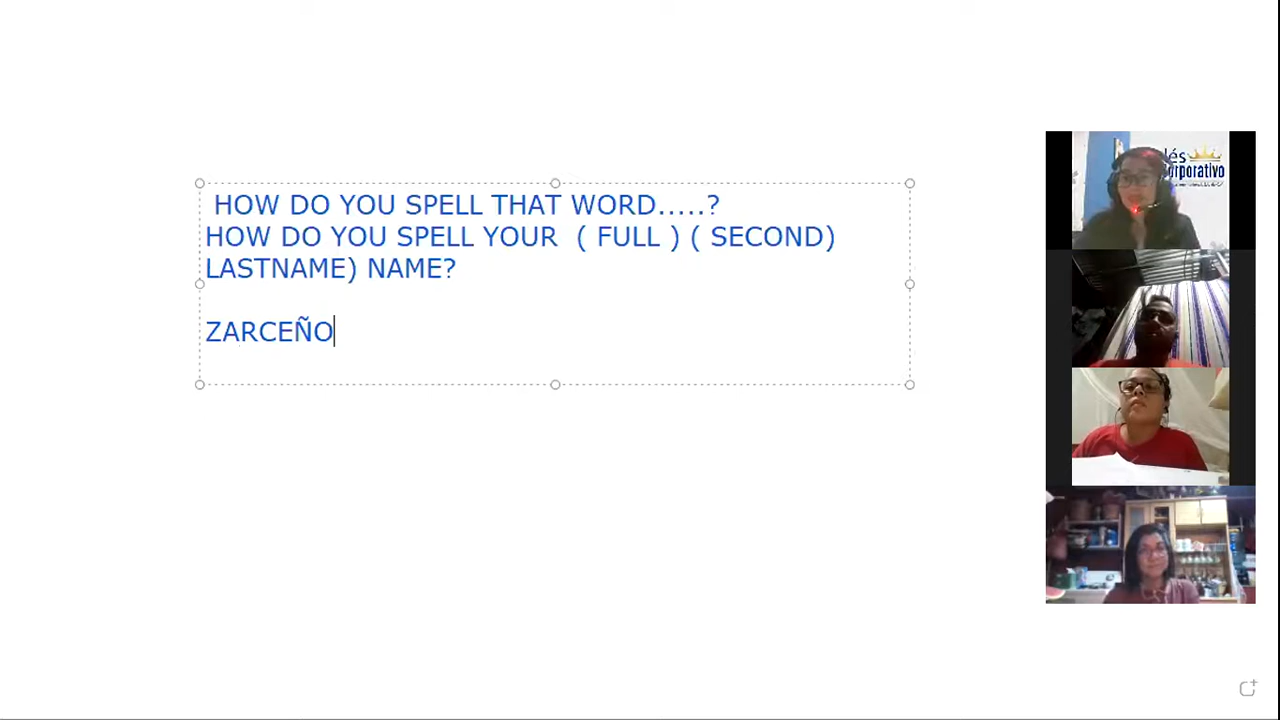 HOW DO YOU SPELL THAT WORD.....?
HOW DO YOU SPELL YOUR ( FULL ) ( SECOND)
LASTNAME) NAME?
ZARCEÑO